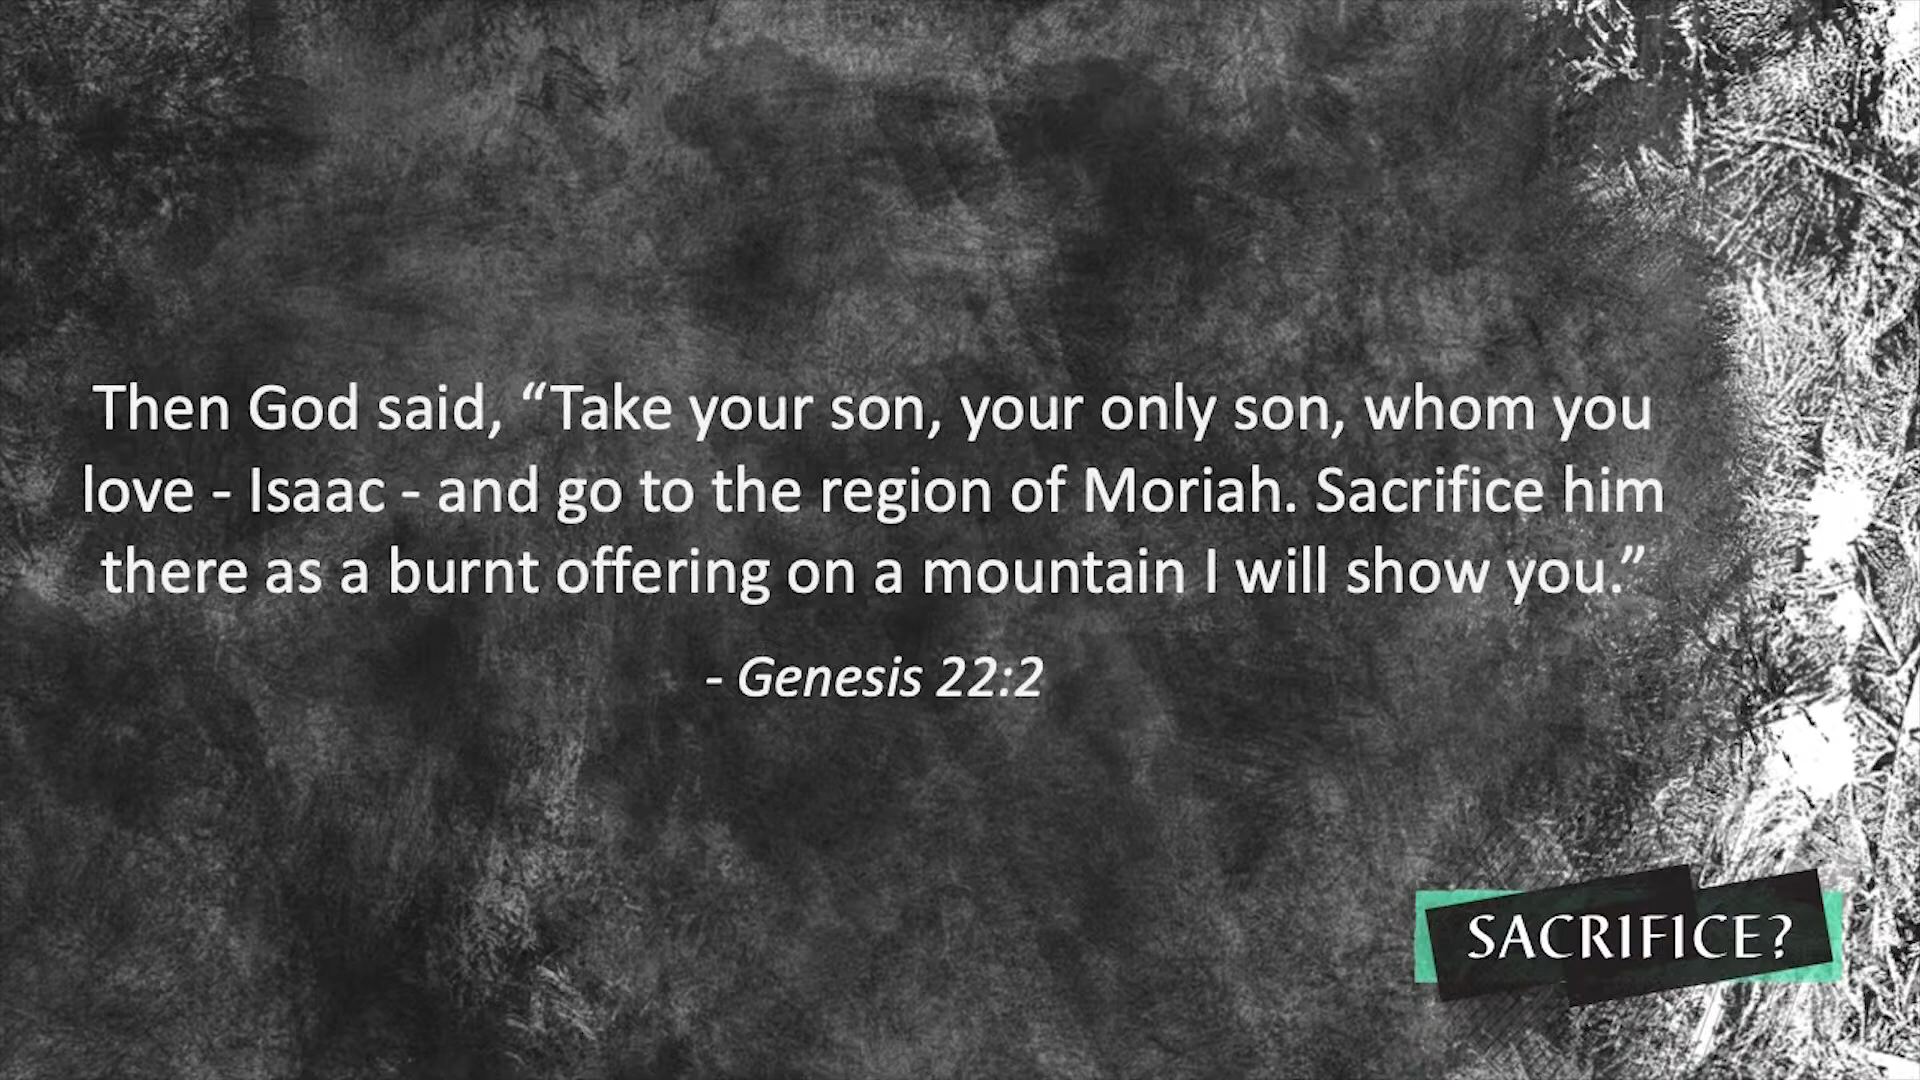 Then God said, “Take your son, your only son, whom you
love - Isaac - and go to the region of Moriah. Sacrifice him
there as a burnt offering on a mountain I will show you.”
- Genesis 22:2
SACRIFICE?